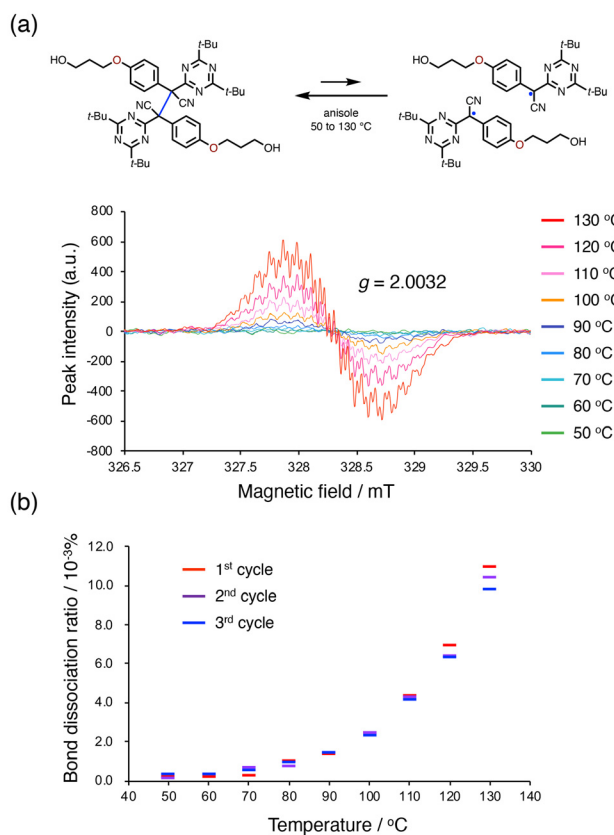 (a)
t-Bu
HO
O
N
N
N
t-Bu
CN
CN
t-Bu
N
N
N
t-Bu
O
OH
anisole
50 to 130 °C
t-Bu
HO
O
N
N
N
t-Bu
CN
CN
t-Bu
N
N
N
t-Bu
O
OH
Peak intensity (a.u.)
800
600
400
200
0
-200
-400
-600
-800
g = 2.0032
326.5 327 327.5 328 328.5 329 329.5 330
Magnetic field / mT
130 °C
120 °C
110 °C
100 °C
90 °C
80 °C
70 °C
60 °C
50 °C
(b)
Bond dissociation ratio / 10-3%
12.0
10.0
8.0
6.0
4.0
2.0
0.0
1st cycle
2nd cycle
3rd cycle
40 50 60 70 80 90 100 110 120 130 140
Temperature / °C